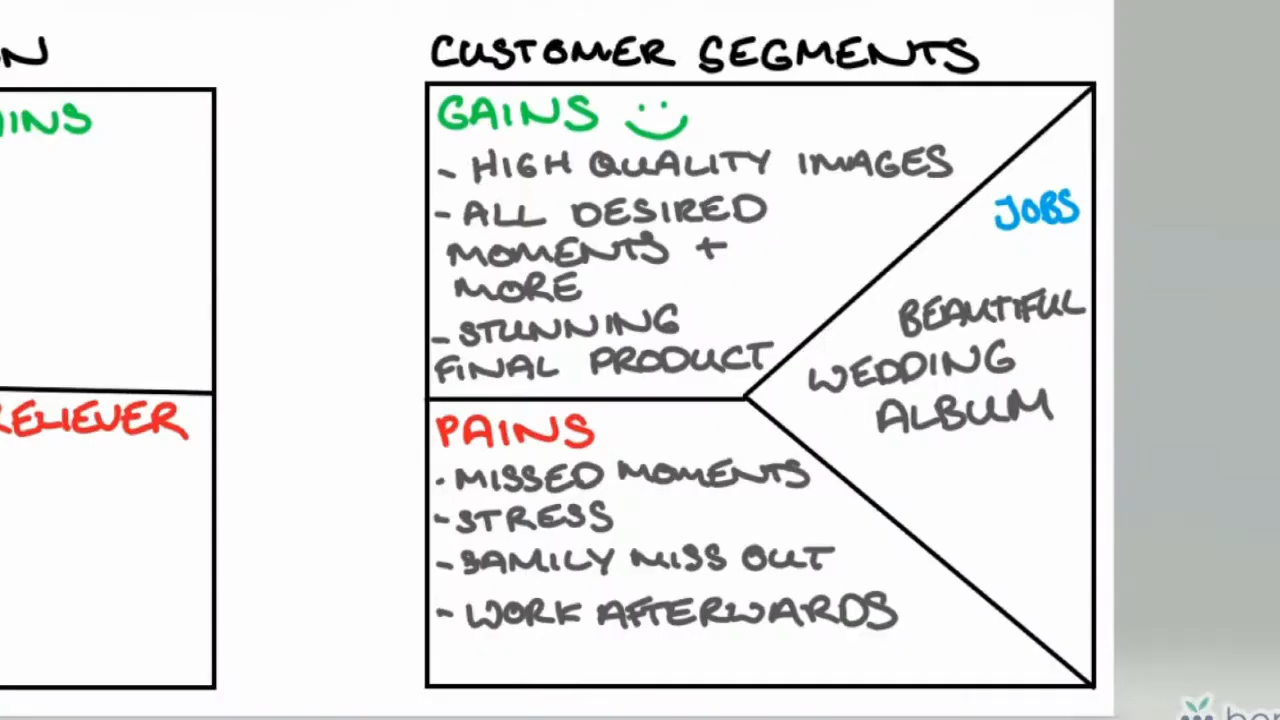 N
AINS
RELIEVER
CUSTOMER SEGMENTS
GAINS
- HIGH QUALITY IMAGES
- ALL DESIRED
MOMENTS +
MORE
- STUNNING
FINAL PRODUCT
JOBS
BEAUTIFUL
WEDDING
ALBUM
PAINS
- MISSED MOMENTS
- STRESS
- FAMILY MISS OUT
- WORK AFTERWARDS